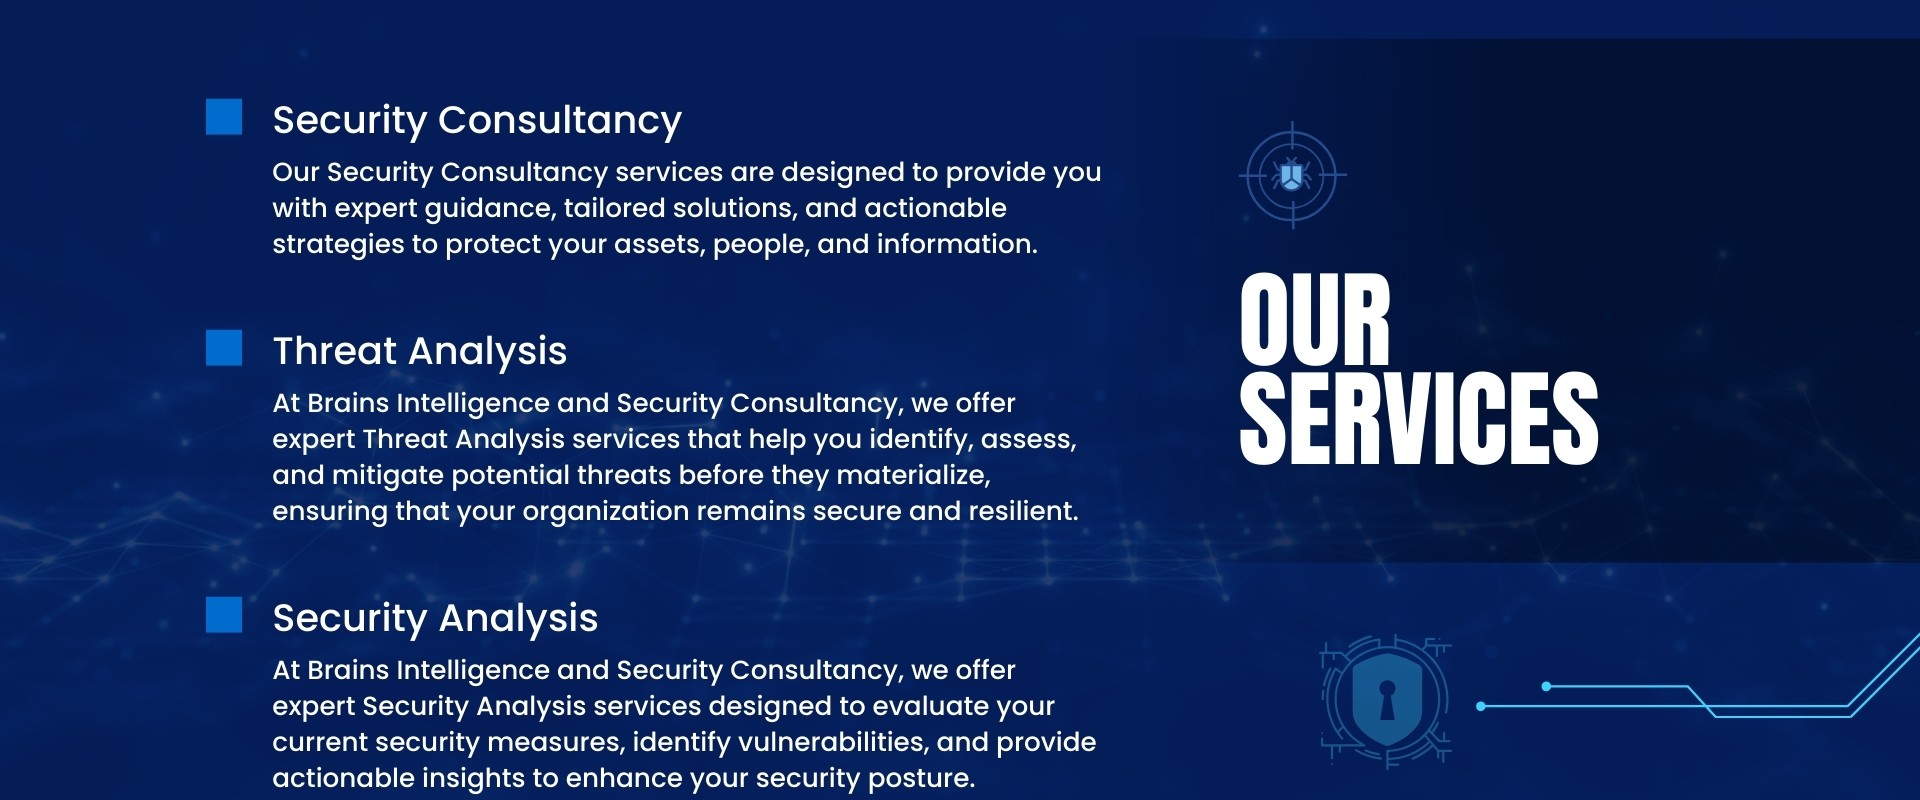 Security Consultancy
Our Security Consultancy services are designed to provide you
with expert guidance, tailored solutions, and actionable
strategies to protect your assets, people, and information.
Threat Analysis
At Brains Intelligence and Security Consultancy, we offer
expert Threat Analysis services that help you identify, assess,
and mitigate potential threats before they materialize,
ensuring that your organization remains secure and resilient.
Security Analysis
At Brains Intelligence and Security Consultancy, we offer
expert Security Analysis services designed to evaluate your
current security measures, identify vulnerabilities, and provide
actionable insights to enhance your security posture.
OUR
SERVICES